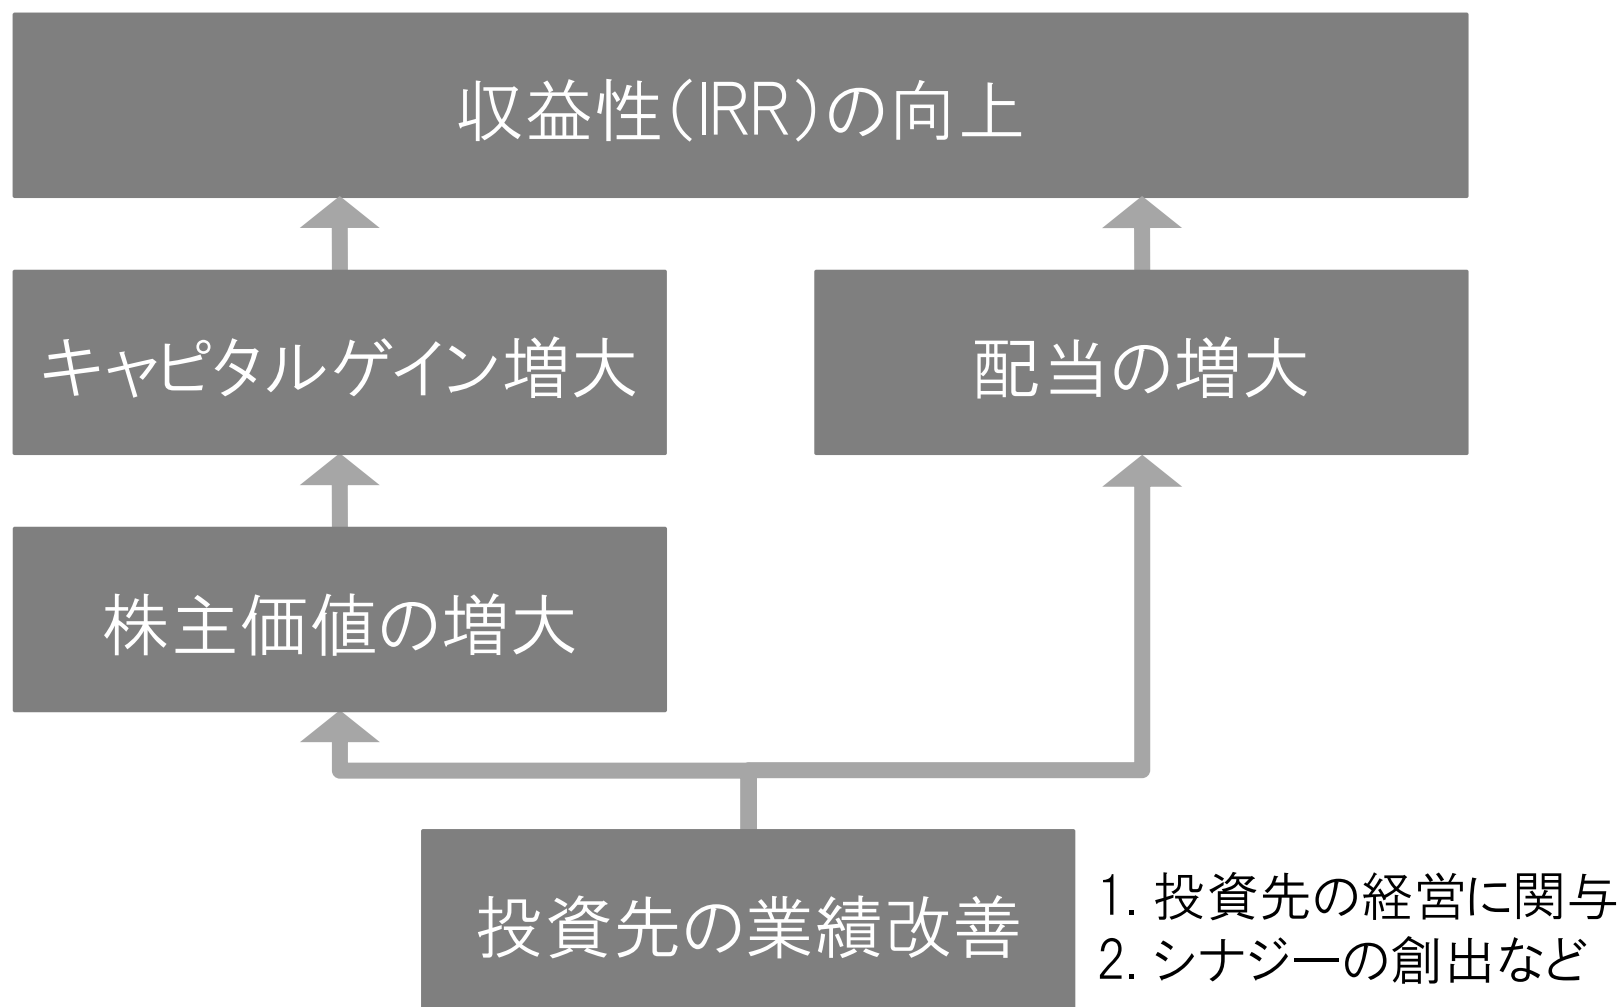 収益性（IRR）の向上
キャピタルゲイン増大
配当の増大
株主価値の増大
投資先の業績改善
1. 投資先の経営に関与
2. シナジーの創出など